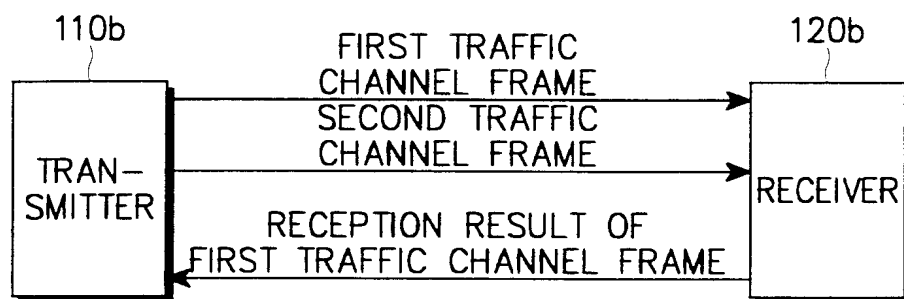 110b
120b
FIRST TRAFFIC
CHANNEL FRAME
SECOND TRAFFIC
CHANNEL FRAME
TRAN-
SMITTER
RECEIVER
RECEPTION RESULT OF
FIRST TRAFFIC CHANNEL FRAME